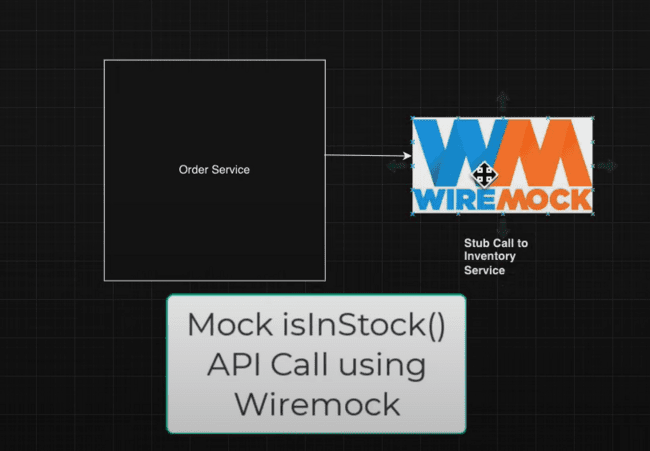 Order Service
WM
WIREMOCK
Stub Call to
Inventory
Service
Mock isInStock()
API Call using
Wiremock